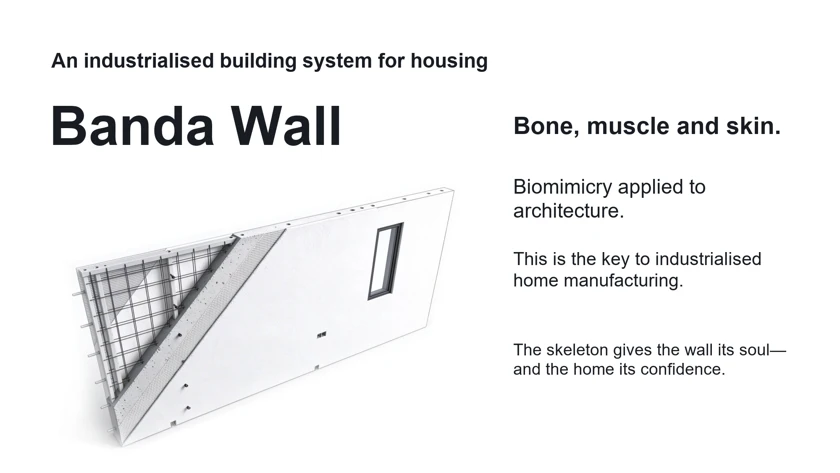 An industrialised building system for housing
Banda Wall
Bone, muscle and skin.
Biomimicry applied to
architecture.
This is the key to industrialised
home manufacturing.
The skeleton gives the wall its soul—
and the home its confidence.